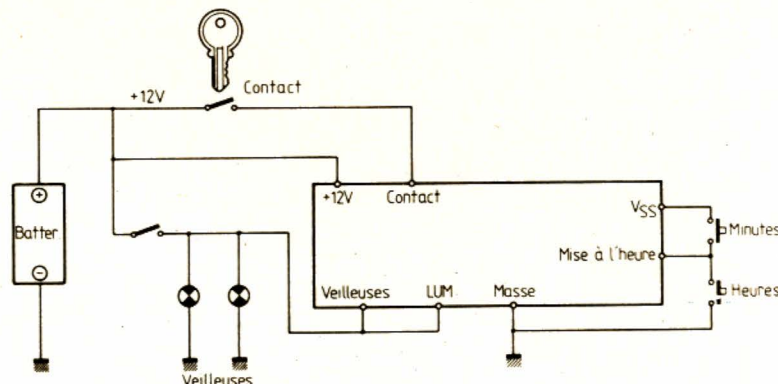 Contact
+12V
+
Batter.
-
+12V
Contact
VSS
Minutes
Mise à l'heure
Veilleuses
LUM
Masse
Heures
Veilleuses